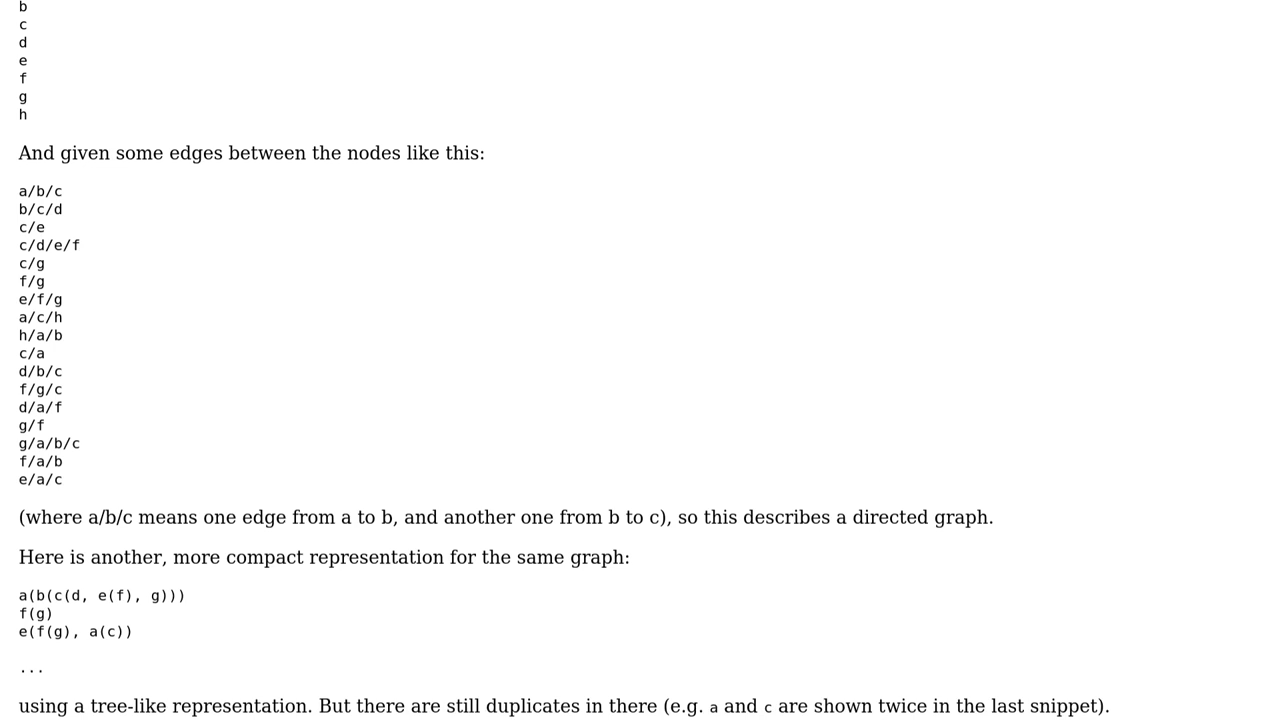 b
c
d
e
f
g
h
And given some edges between the nodes like this:
a/b/c
b/c/d
c/e
c/d/e/f
c/g
f/g
e/f/g
a/c/h
h/a/b
c/a
d/b/c
f/g/c
d/a/f
g/f
g/a/b/c
f/a/b
e/a/c
(where a/b/c means one edge from a to b, and another one from b to c), so this describes a directed graph.
Here is another, more compact representation for the same graph:
a(b(c(d, e(f), g)))
f(g)
e(f(g), a(c))
...
using a tree-like representation. But there are still duplicates in there (e.g. a and c are shown twice in the last snippet).